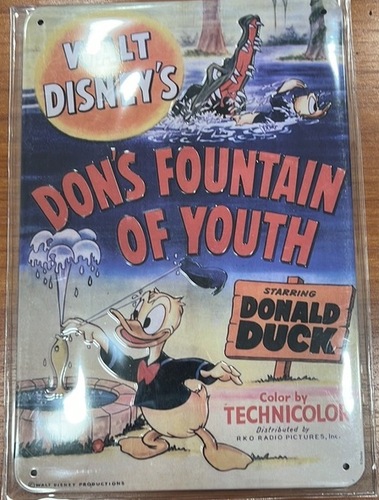 WALT
DISNEY'S
DON'S FOUNTAIN
OF YOUTH
STARRING
DONALD
DUCK
Color by
TECHNICOLOR
Distributed by
RKO RADIO PICTURES, Inc.
©WALT DISNEY PRODUCTIONS